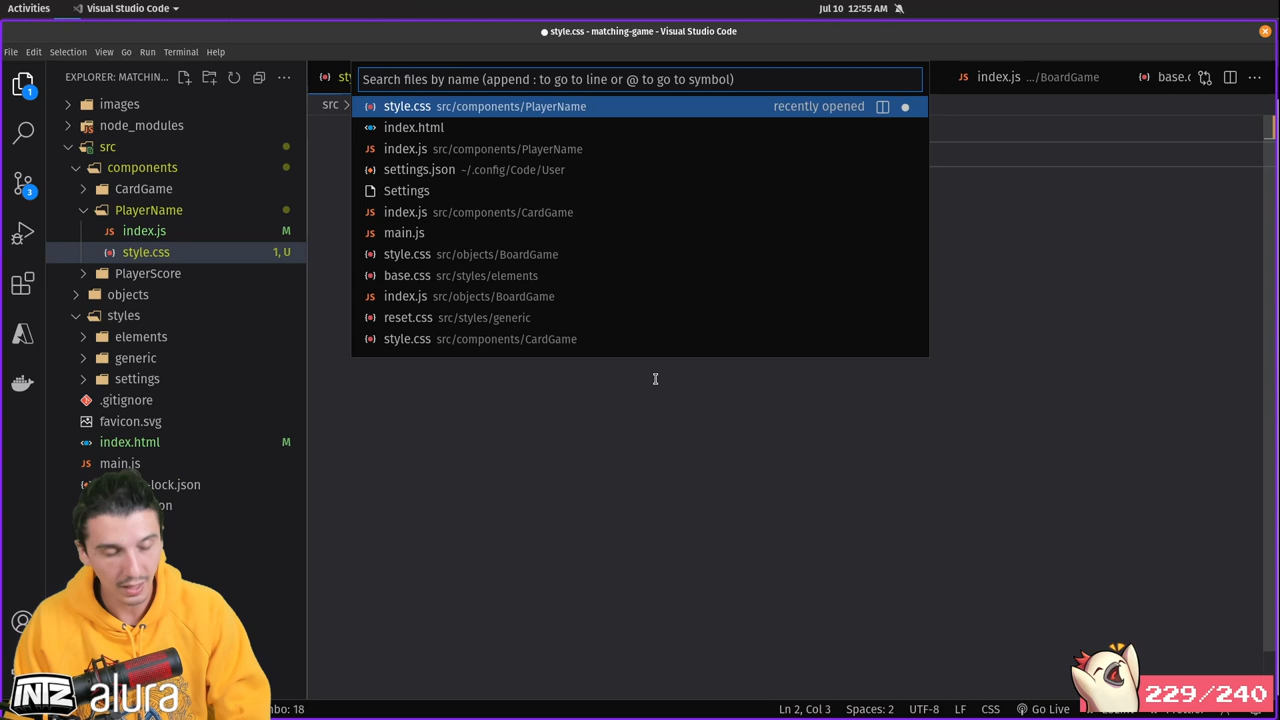 Activities
Visual Studio Code
Jul 10 12:55 AM
style.css - matching-game - Visual Studio Code
File Edit Selection View Go Run Terminal Help
1
EXPLORER: MATCHIN...
Search files by name (append : to go to line or @ to go to symbol)
index.js .../BoardGame
base.c
src >
images
node_modules
src
components
CardGame
PlayerName
index.js M
style.css 1, U
PlayerScore
objects
styles
elements
generic
settings
.gitignore
favicon.svg
index.html M
main.js
-lock.json
on
3
style.css src/components/PlayerName recently opened
index.html
index.js src/components/PlayerName
settings.json ~/.config/Code/User
Settings
index.js src/components/CardGame
main.js
style.css src/objects/BoardGame
base.css src/styles/elements
index.js src/objects/BoardGame
reset.css src/styles/generic
style.css src/components/CardGame
INTZ alura
229/240
mbo: 18
Ln 2, Col 3 Spaces: 2 UTF-8 LF CSS Go Live